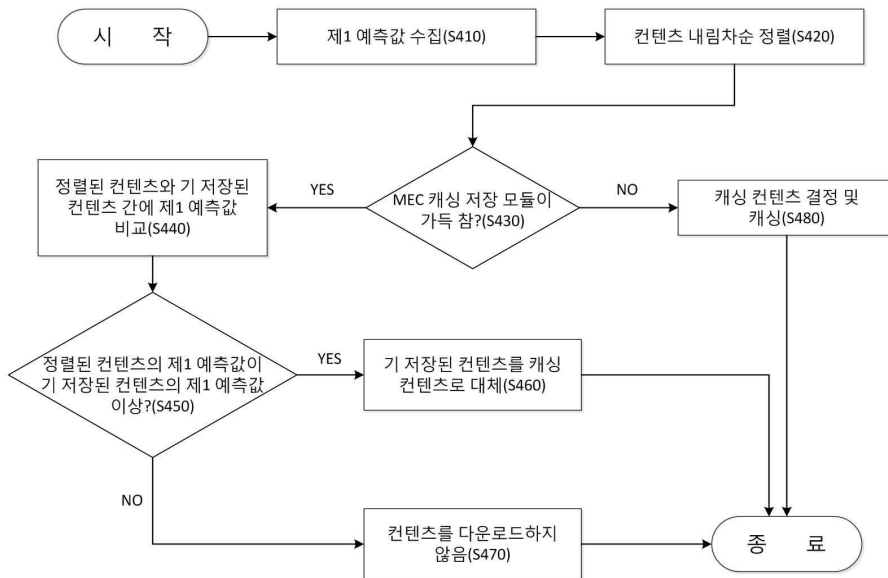 시 작
제1 예측값 수집(S410)
컨텐츠 내림차순 정렬(S420)
정렬된 컨텐츠와 기 저장된
컨텐츠 간에 제1 예측값
비교(S440)
YES
MEC 캐싱 저장 모듈이
가득 참?(S430)
NO
캐싱 컨텐츠 결정 및
캐싱(S480)
정렬된 컨텐츠의 제1 예측값이
기 저장된 컨텐츠의 제1 예측값
이상?(S450)
YES
기 저장된 컨텐츠를 캐싱
컨텐츠로 대체(S460)
NO
컨텐츠를 다운로드하지
않음(S470)
종 료